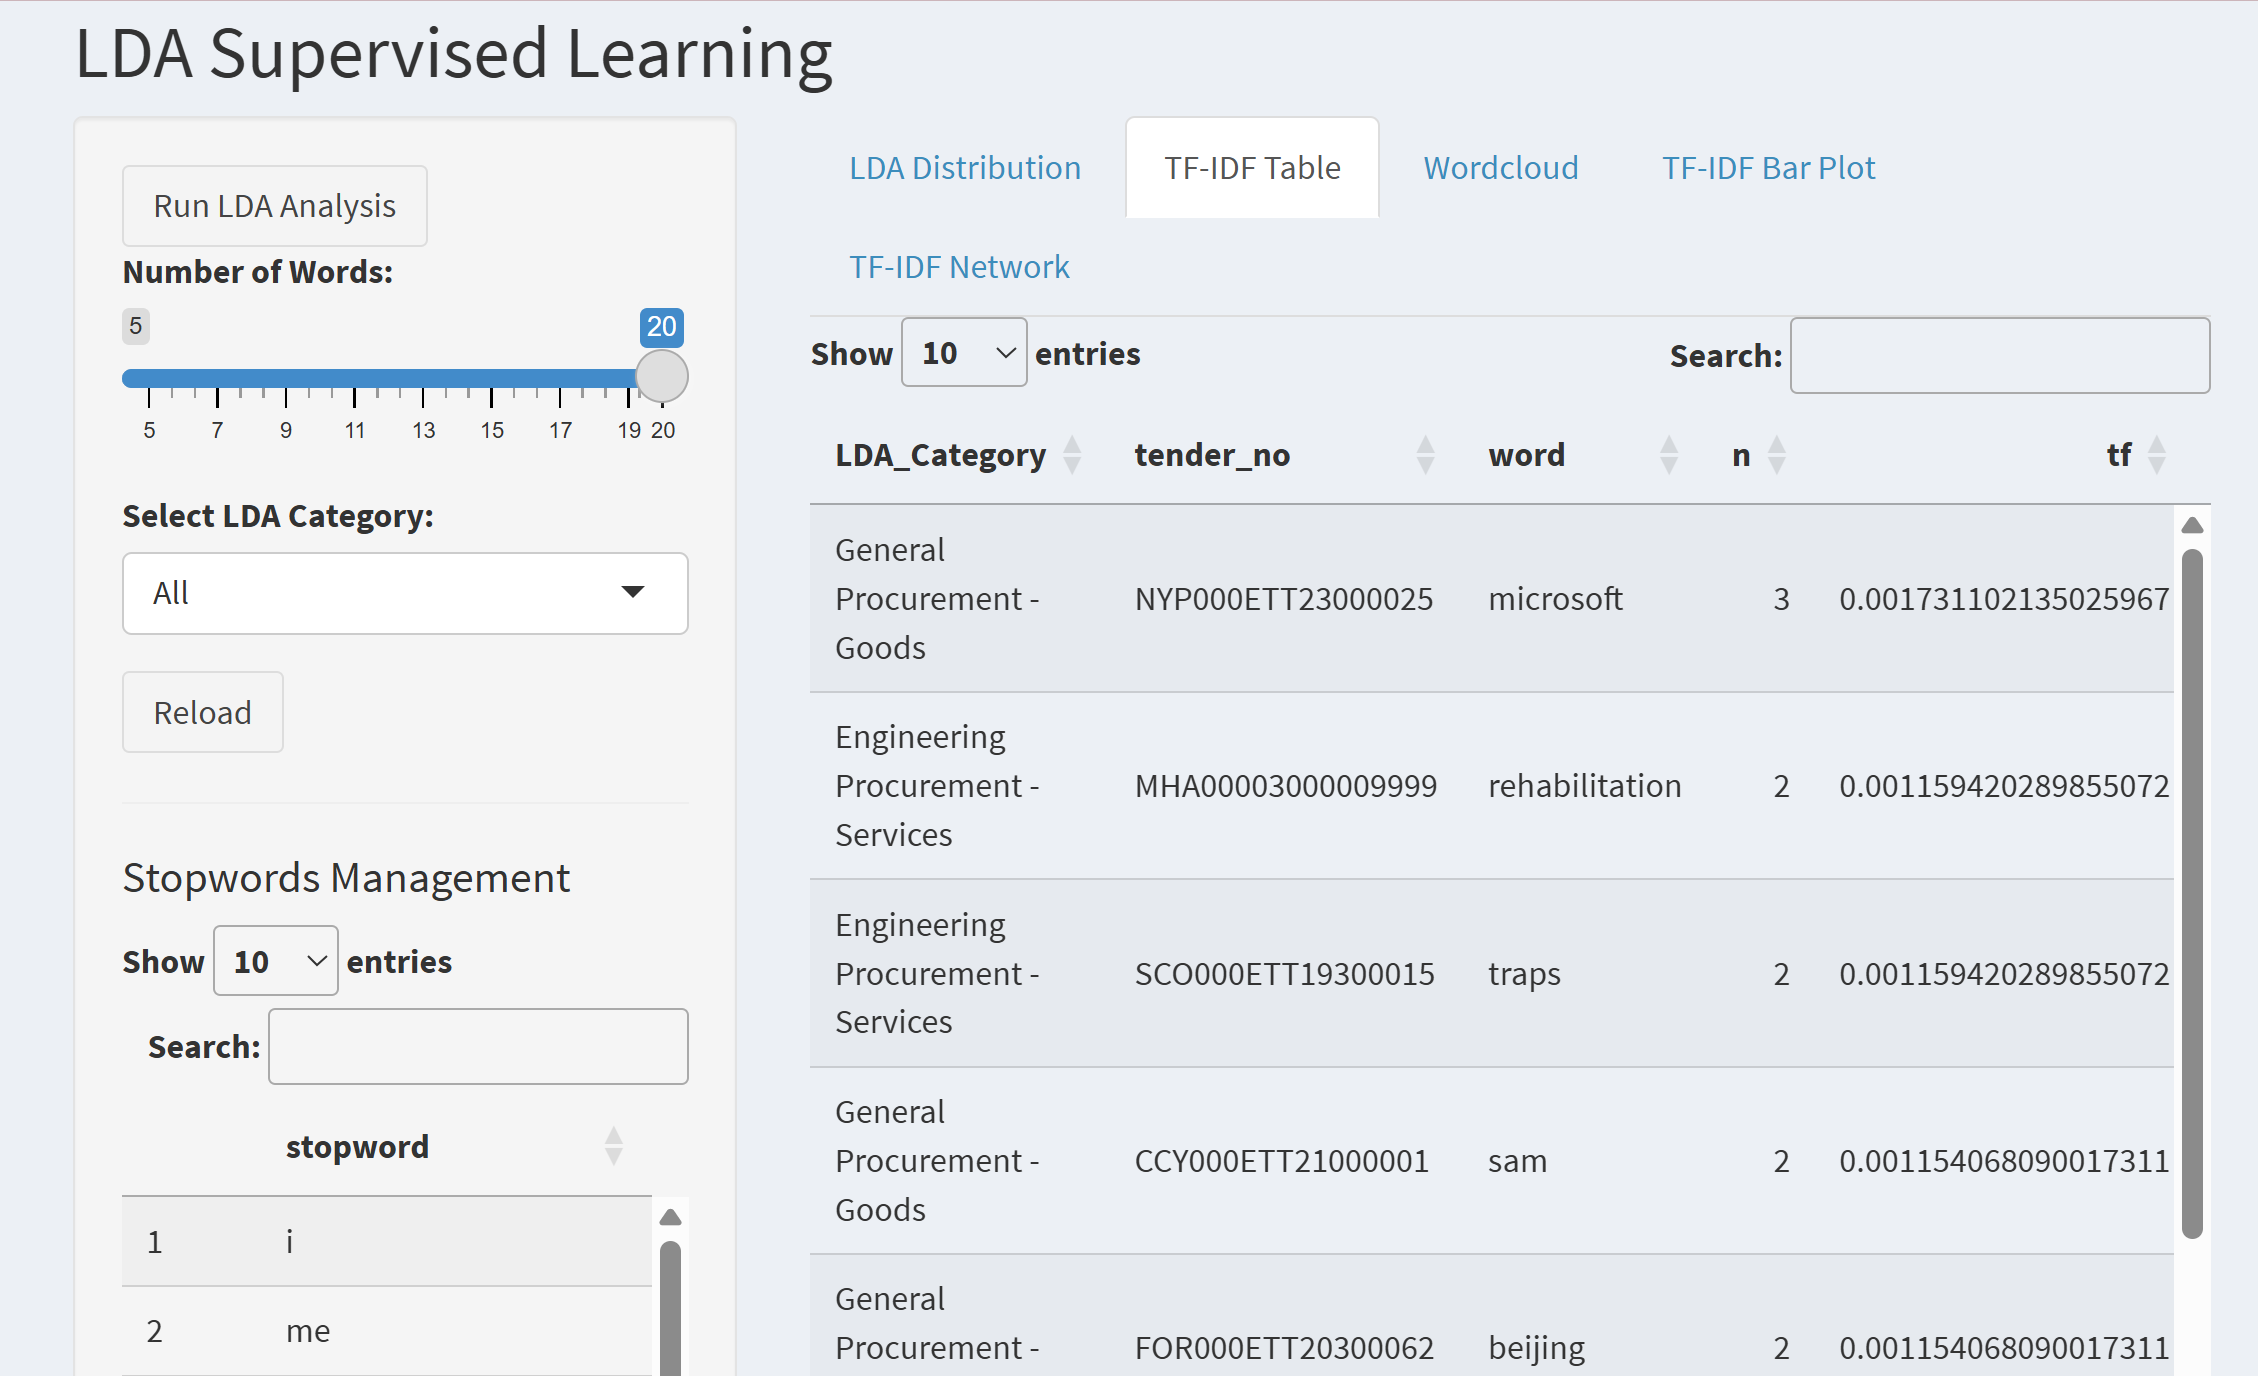 LDA Supervised Learning
Run LDA Analysis
Number of Words:
5 20
5 7 9 11 13 15 17 19 20
Select LDA Category:
All
Reload
Stopwords Management
Show 10 entries
Search:
stopword
1 i
2 me
LDA Distribution TF-IDF Table Wordcloud TF-IDF Bar Plot
TF-IDF Network
Show 10 entries Search:
LDA_Category tender_no word n tf
General
Procurement - NYP000ETT23000025 microsoft 3 0.001731102135025967
Goods
Engineering
Procurement - MHA00003000009999 rehabilitation 2 0.001159420289855072
Services
Engineering
Procurement - SCO000ETT19300015 traps 2 0.001159420289855072
Services
General
Procurement - CCY000ETT21000001 sam 2 0.001154068090017311
Goods
General
Procurement - FOR000ETT20300062 beijing 2 0.001154068090017311